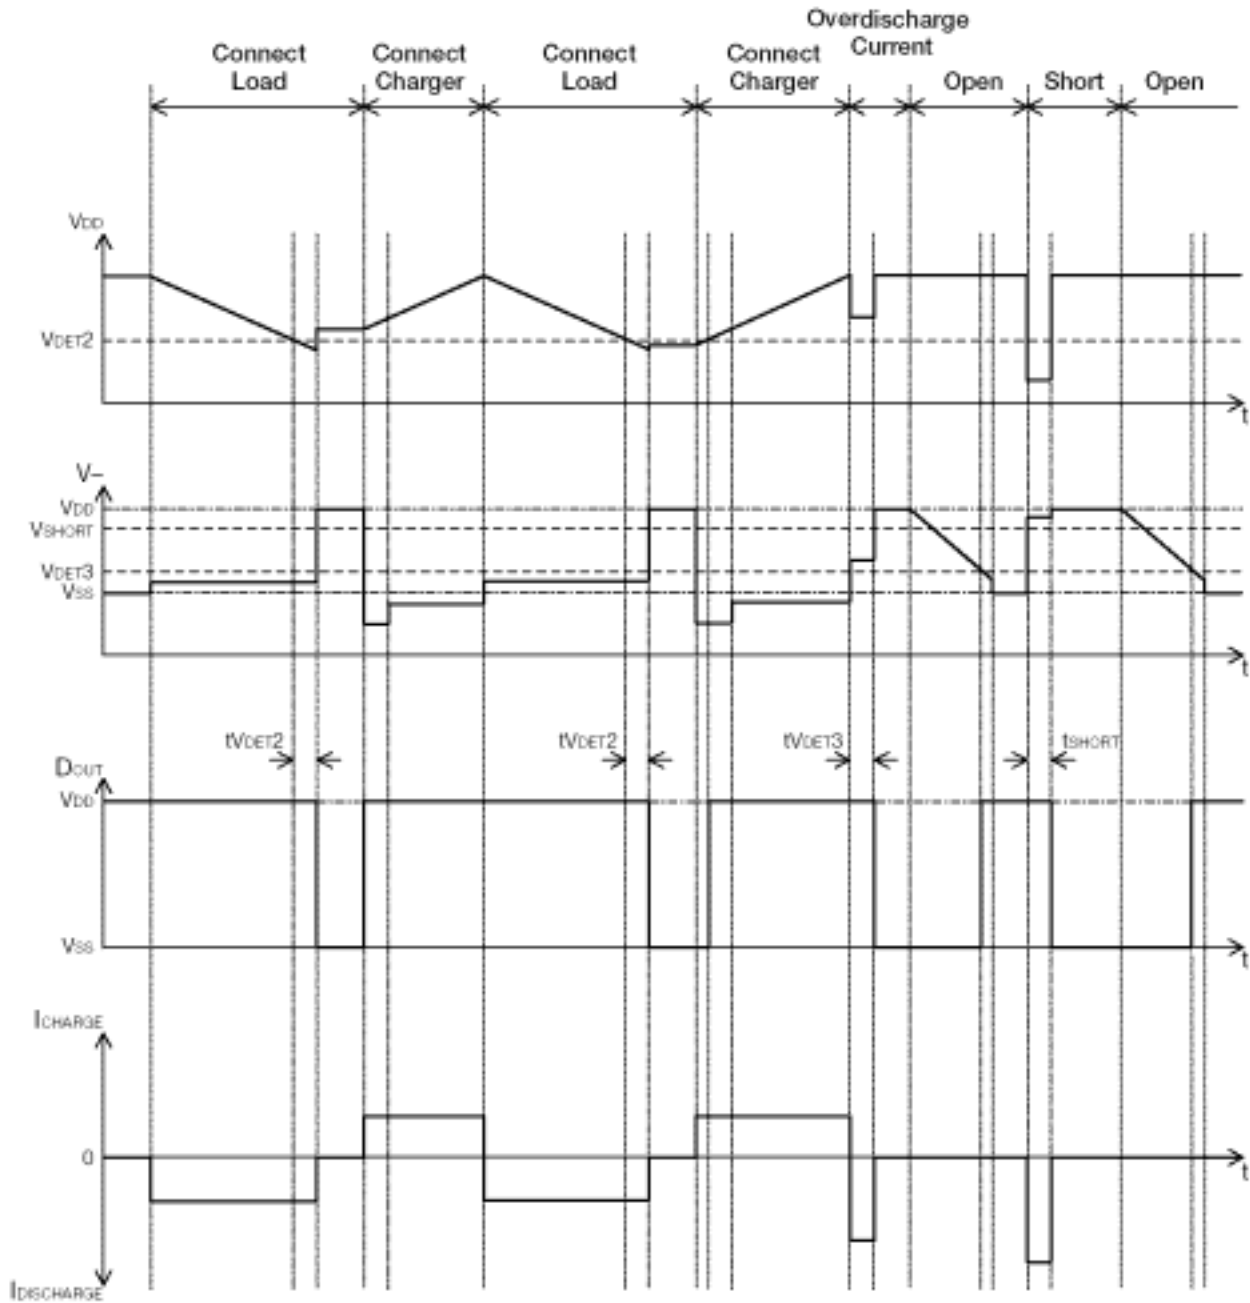 Overdischarge
Current
Connect
Load
Connect
Charger
Connect
Load
Connect
Charger
Open
Short
Open
VDD
VDET2
t
V–
VDD
VSHORT
VDET3
VSS
t
tVDET2
tVDET2
tVDET3
tSHORT
DOUT
VDD
VSS
t
ICHARGE
0
t
IDISCHARGE